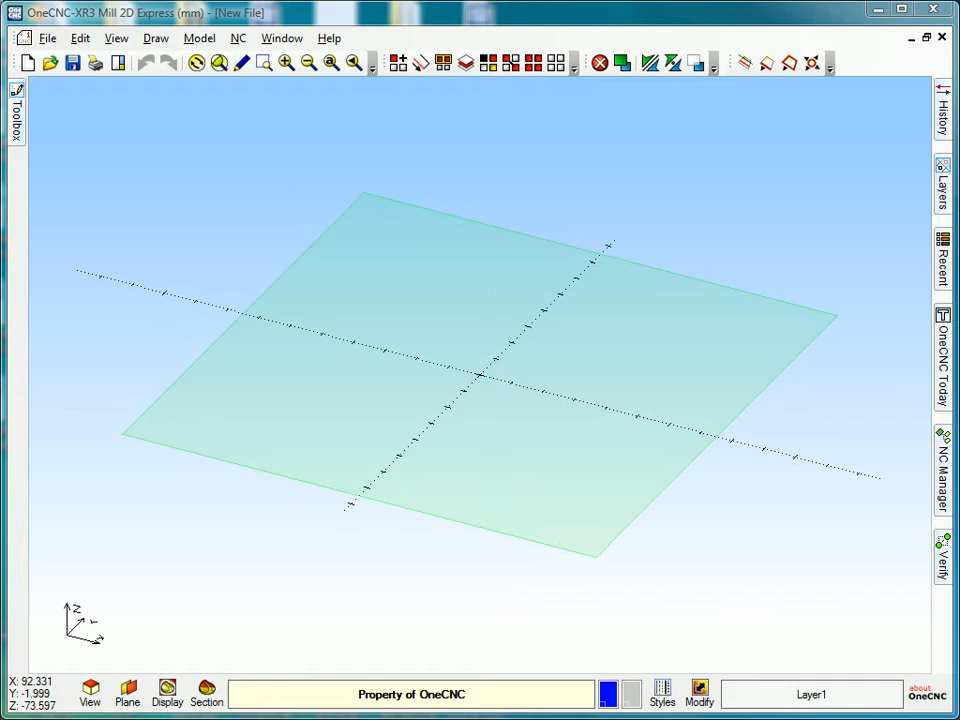 OneCNC-XR3 Mill 2D Express (mm) - [New File]
File Edit View Draw Model NC Window Help
Toolbox
History
Layers
Recent
OneCNC Today
NC Manager
Verify
Z
X: 92.331
Y: -1.999
Z: -73.597
View
Plane
Display
Section
Property of OneCNC
Styles
Modify
Layer1
about
OneCNC